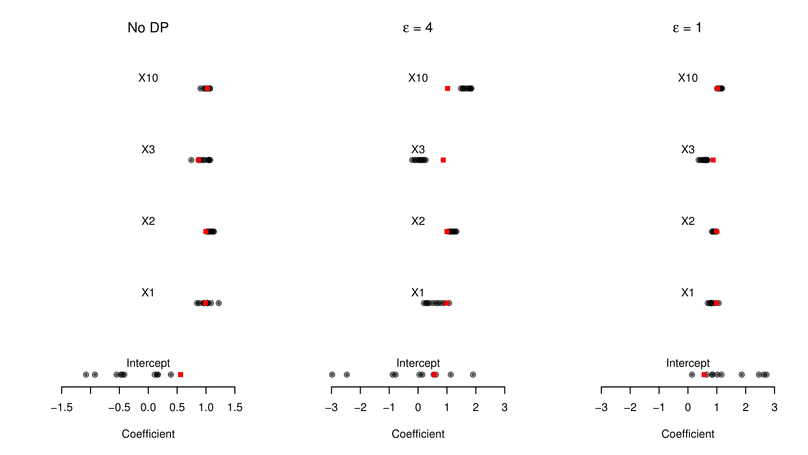 No DP
X10
X3
X2
X1
Intercept
−1.5 −0.5 0.0 0.5 1.0 1.5
Coefficient
ε = 4
X10
X3
X2
X1
Intercept
−3 −2 −1 0 1 2 3
Coefficient
ε = 1
X10
X3
X2
X1
Intercept
−3 −2 −1 0 1 2 3
Coefficient